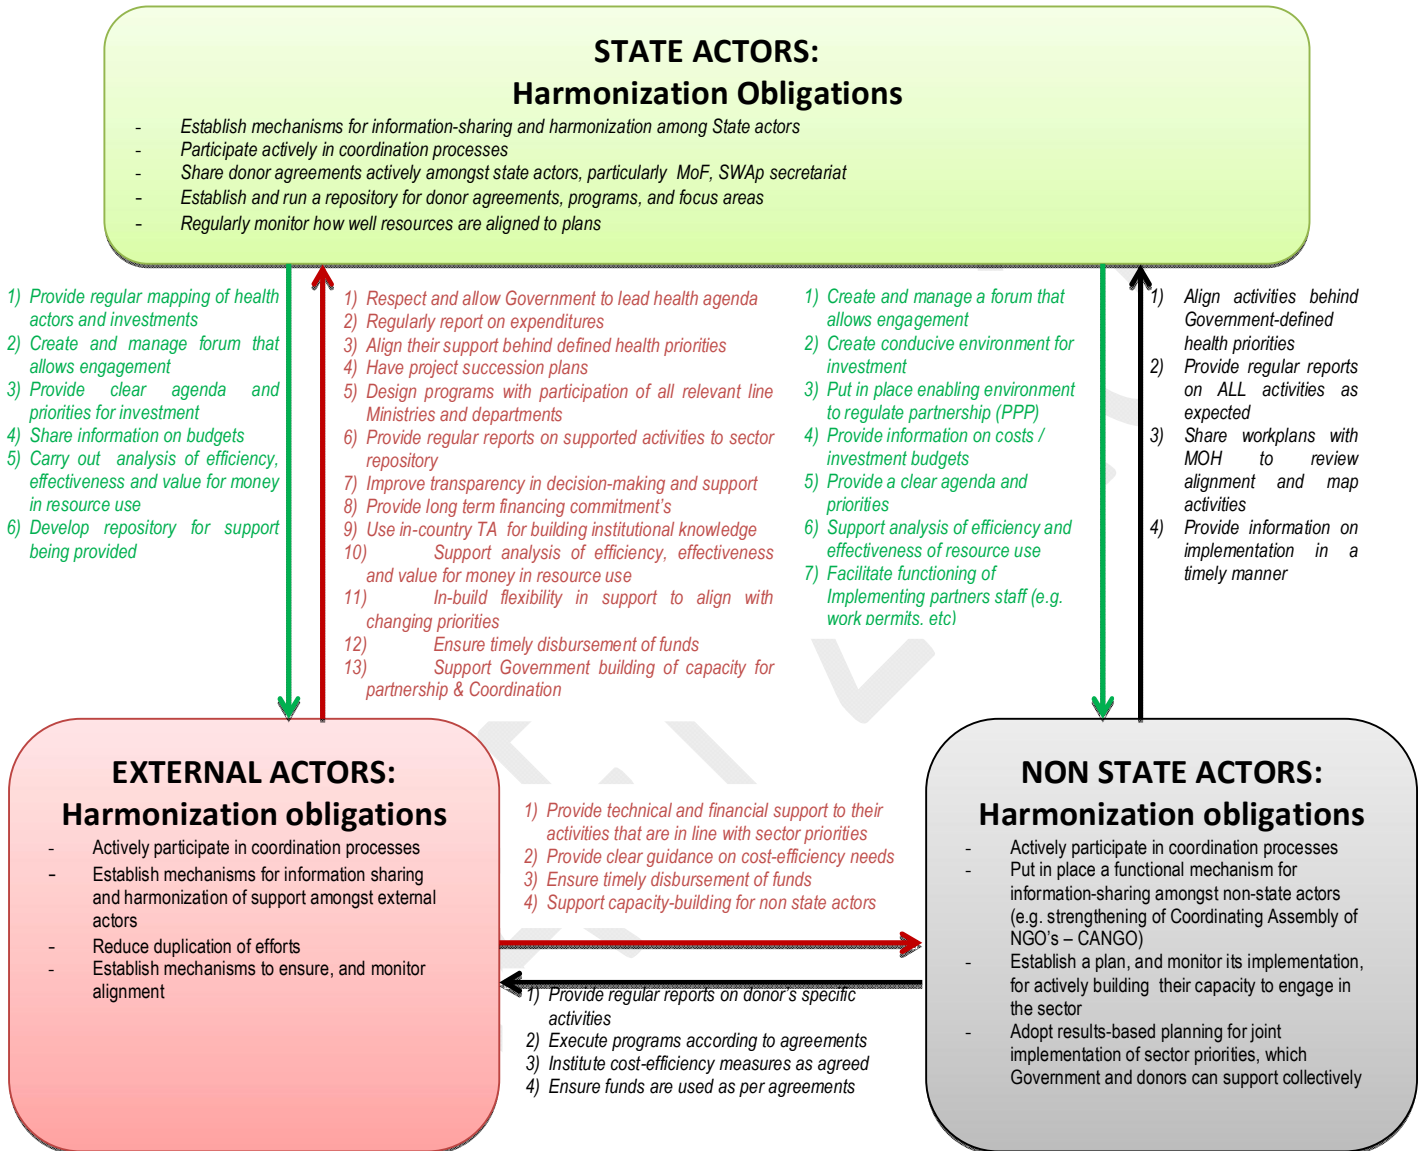 STATE ACTORS:
Harmonization Obligations
- Establish mechanisms for information-sharing and harmonization among State actors
- Participate actively in coordination processes
- Share donor agreements actively amongst state actors, particularly MoF, SWAp secretariat
- Establish and run a repository for donor agreements, programs, and focus areas
- Regularly monitor how well resources are aligned to plans
1) Provide regular mapping of health
actors and investments
2) Create and manage forum that
allows engagement
3) Provide clear agenda and
priorities for investment
4) Share information on budgets
5) Carry out analysis of efficiency,
effectiveness and value for money
in resource use
6) Develop repository for support
being provided
1) Respect and allow Government to lead health agenda
2) Regularly report on expenditures
3) Align their support behind defined health priorities
4) Have project succession plans
5) Design programs with participation of all relevant line
Ministries and departments
6) Provide regular reports on supported activities to sector
repository
7) Improve transparency in decision-making and support
8) Provide long term financing commitment's
9) Use in-country TA for building institutional knowledge
10) Support analysis of efficiency, effectiveness
and value for money in resource use
11) In-build flexibility in support to align with
changing priorities
12) Ensure timely disbursement of funds
13) Support Government building of capacity for
partnership & Coordination
1) Create and manage a forum that
allows engagement
2) Create conducive environment for
investment
3) Put in place enabling environment
to regulate partnership (PPP)
4) Provide information on costs /
investment budgets
5) Provide a clear agenda and
priorities
6) Support analysis of efficiency and
effectiveness of resource use
7) Facilitate functioning of
Implementing partners staff (e.g.
work permits, etc)
1) Align activities behind
Government-defined
health priorities
2) Provide regular reports
on ALL activities as
expected
3) Share workplans with
MOH to review
alignment and map
activities
4) Provide information on
implementation in a
timely manner
EXTERNAL ACTORS:
Harmonization obligations
- Actively participate in coordination processes
- Establish mechanisms for information sharing
and harmonization of support amongst external
actors
- Reduce duplication of efforts
- Establish mechanisms to ensure, and monitor
alignment
1) Provide technical and financial support to their
activities that are in line with sector priorities
2) Provide clear guidance on cost-efficiency needs
3) Ensure timely disbursement of funds
4) Support capacity-building for non state actors
1) Provide regular reports on donor's specific
activities
2) Execute programs according to agreements
3) Institute cost-efficiency measures as agreed
4) Ensure funds are used as per agreements
NON STATE ACTORS:
Harmonization obligations
- Actively participate in coordination processes
- Put in place a functional mechanism for
information-sharing amongst non-state actors
(e.g. strengthening of Coordinating Assembly of
NGO's – CANGO)
- Establish a plan, and monitor its implementation,
for actively building their capacity to engage in
the sector
- Adopt results-based planning for joint
implementation of sector priorities, which
Government and donors can support collectively